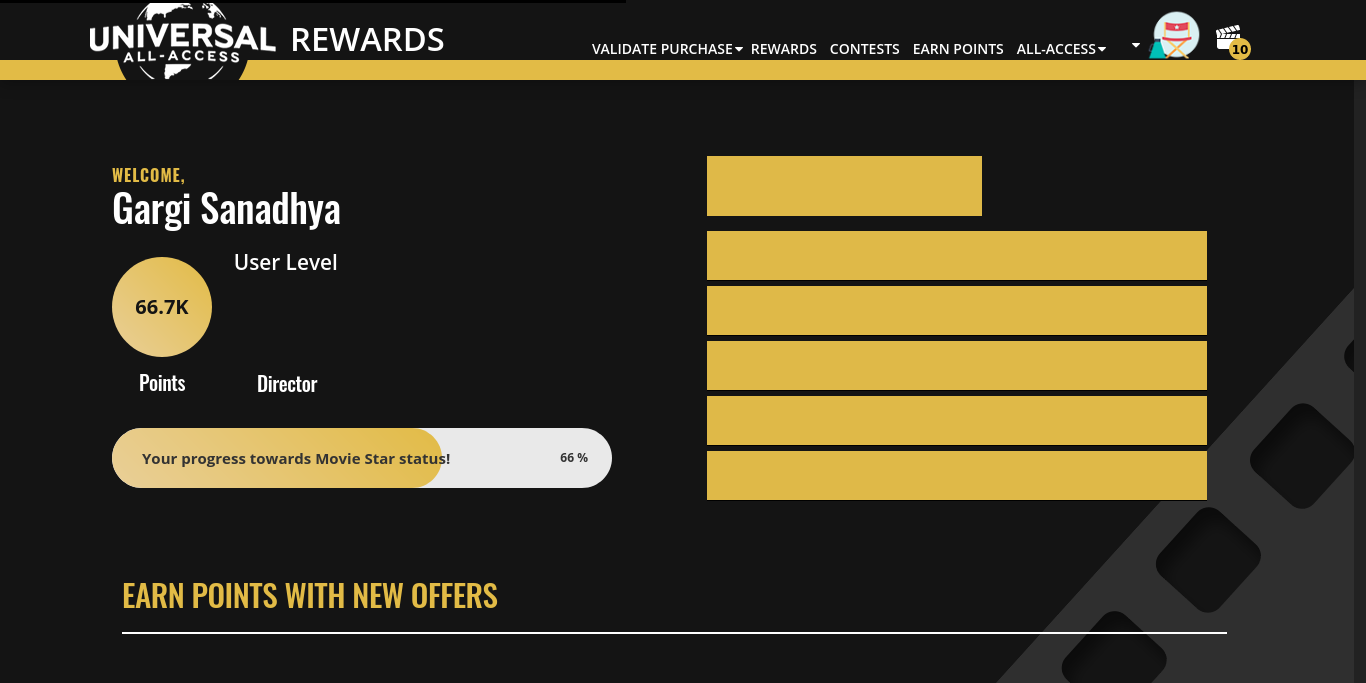 UNIVERSAL
ALL-ACCESS
REWARDS
VALIDATE PURCHASE REWARDS CONTESTS EARN POINTS ALL-ACCESS
10
WELCOME,
Gargi Sanadhya
User Level
66.7K
Points
Director
Your progress towards Movie Star status! 66 %
EARN POINTS WITH NEW OFFERS